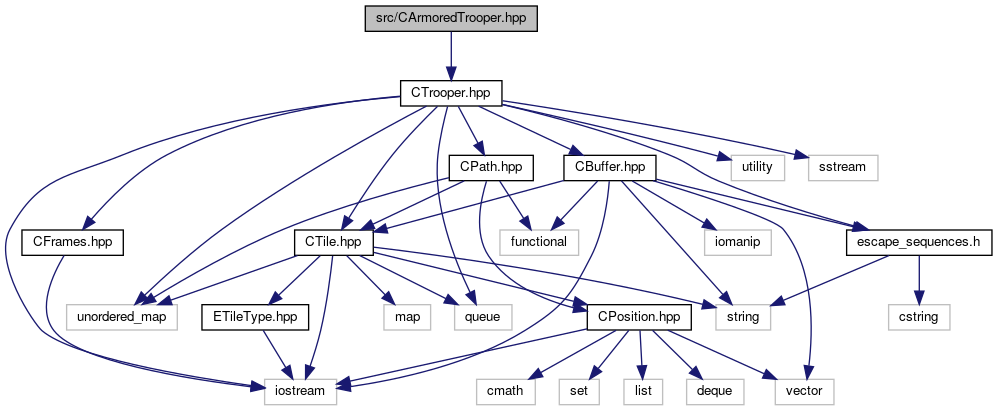 src/CArmoredTrooper.hpp
CTrooper.hpp
CPath.hpp
CBuffer.hpp
utility
sstream
CFrames.hpp
CTile.hpp
functional
iomanip
escape_sequences.h
unordered_map
ETileType.hpp
map
queue
CPosition.hpp
string
cstring
iostream
cmath
set
list
deque
vector